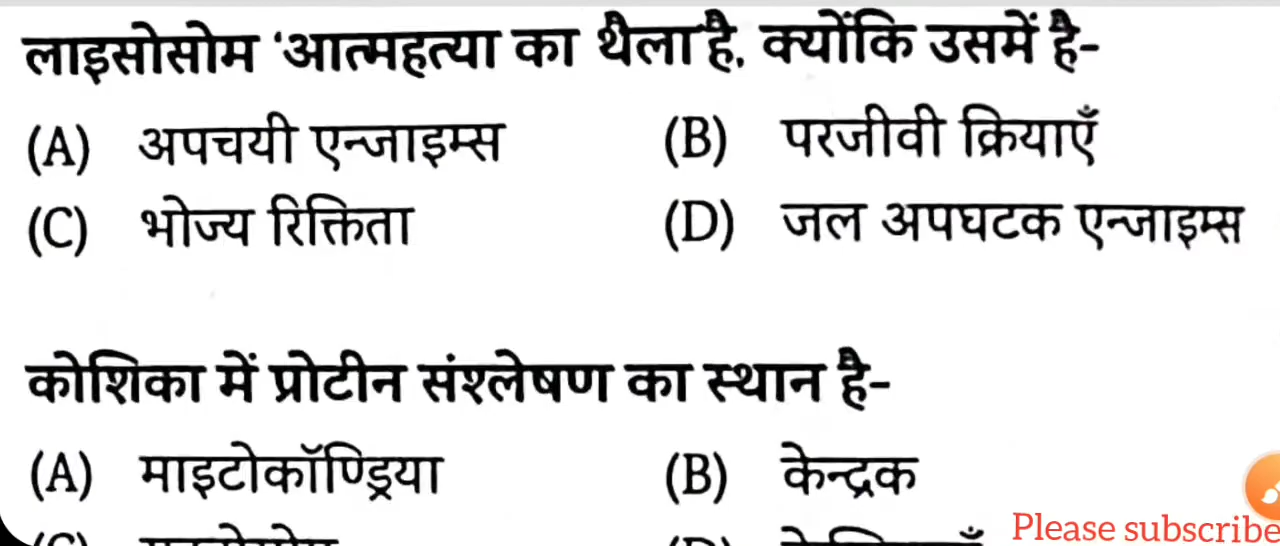 लाइसोसोम 'आत्महत्या का थैला है, क्योंकि उसमें है-
(A) अपचयी एन्जाइम्स (B) परजीवी क्रियाएँ
(C) भोज्य रिक्तिता (D) जल अपघटक एन्जाइम्स
कोशिका में प्रोटीन संश्लेषण का स्थान है-
(A) माइटोकॉण्ड्रिया (B) केन्द्रक
Please subscribe